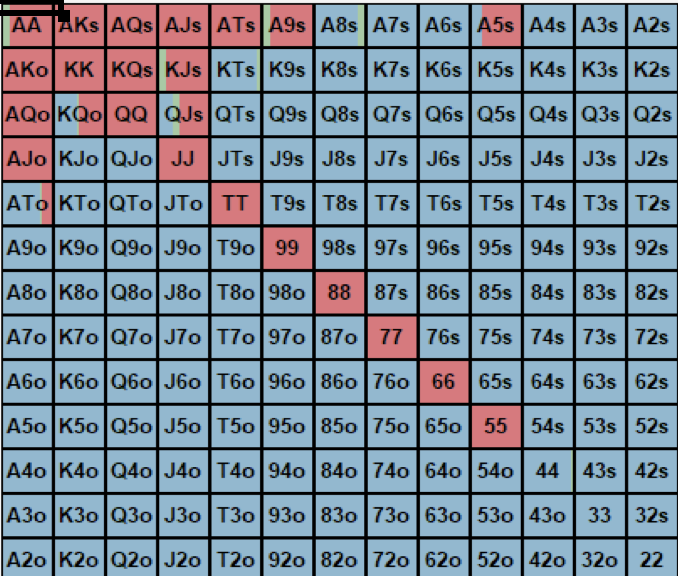 AA AKs AQs AJs ATs A9s A8s A7s A6s A5s A4s A3s A2s
AKo KK KQs KJs KTs K9s K8s K7s K6s K5s K4s K3s K2s
AQo KQo QQ QJs QTs Q9s Q8s Q7s Q6s Q5s Q4s Q3s Q2s
AJo KJo QJo JJ JTs J9s J8s J7s J6s J5s J4s J3s J2s
ATo KTo QTo JTo TT T9s T8s T7s T6s T5s T4s T3s T2s
A9o K9o Q9o J9o T9o 99 98s 97s 96s 95s 94s 93s 92s
A8o K8o Q8o J8o T8o 98o 88 87s 86s 85s 84s 83s 82s
A7o K7o Q7o J7o T7o 97o 87o 77 76s 75s 74s 73s 72s
A6o K6o Q6o J6o T6o 96o 86o 76o 66 65s 64s 63s 62s
A5o K5o Q5o J5o T5o 95o 85o 75o 65o 55 54s 53s 52s
A4o K4o Q4o J4o T4o 94o 84o 74o 64o 54o 44 43s 42s
A3o K3o Q3o J3o T3o 93o 83o 73o 63o 53o 43o 33 32s
A2o K2o Q2o J2o T2o 92o 82o 72o 62o 52o 42o 32o 22